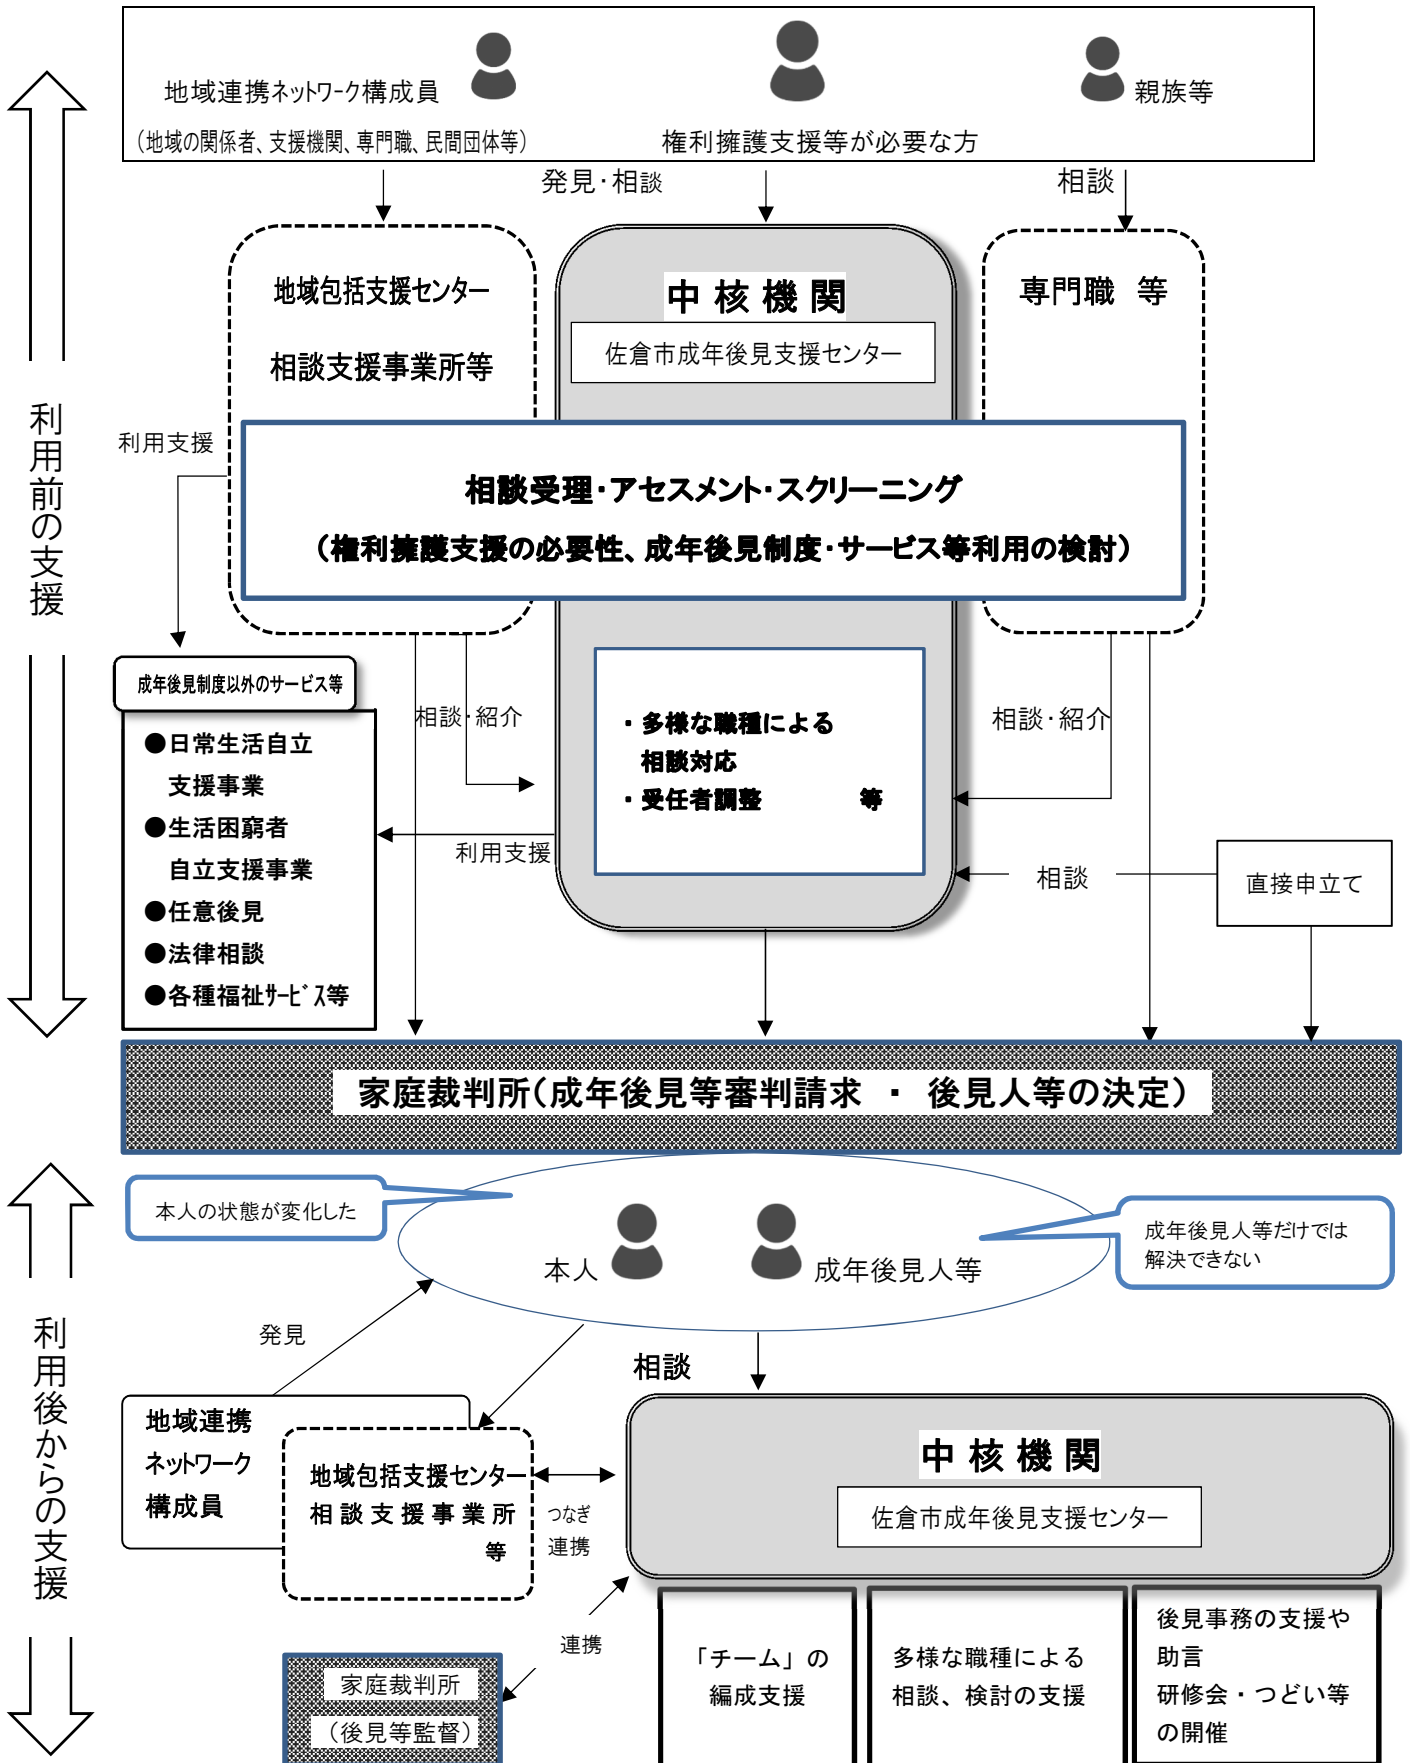 地域連携ネットワーク構成員
（地域の関係者、支援機関、専門職、民間団体等）
権利擁護支援等が必要な方
親族等
発見・相談
相談
地域包括支援センター
相談支援事業所等
中核機関
佐倉市成年後見支援センター
専門職　等
利用前の支援
利用支援
相談受理・アセスメント・スクリーニング
（権利擁護支援の必要性、成年後見制度・サービス等利用の検討）
成年後見制度以外のサービス等
●日常生活自立
支援事業
●生活困窮者
自立支援事業
●任意後見
●法律相談
●各種福祉サービス等
相談・紹介
・多様な職種による
相談対応
・受任者調整　　　等
相談・紹介
利用支援
相談
直接申立て
家庭裁判所（成年後見等審判請求　・　後見人等の決定）
本人の状態が変化した
本人
成年後見人等
成年後見人等だけでは
解決できない
利用後からの支援
発見
相談
地域連携
ネットワーク
構成員
地域包括支援センター
相談支援事業所
等
つなぎ
連携
中核機関
佐倉市成年後見支援センター
連携
家庭裁判所
（後見等監督）
「チーム」の
編成支援
多様な職種による
相談、検討の支援
後見事務の支援や
助言
研修会・つどい等
の開催